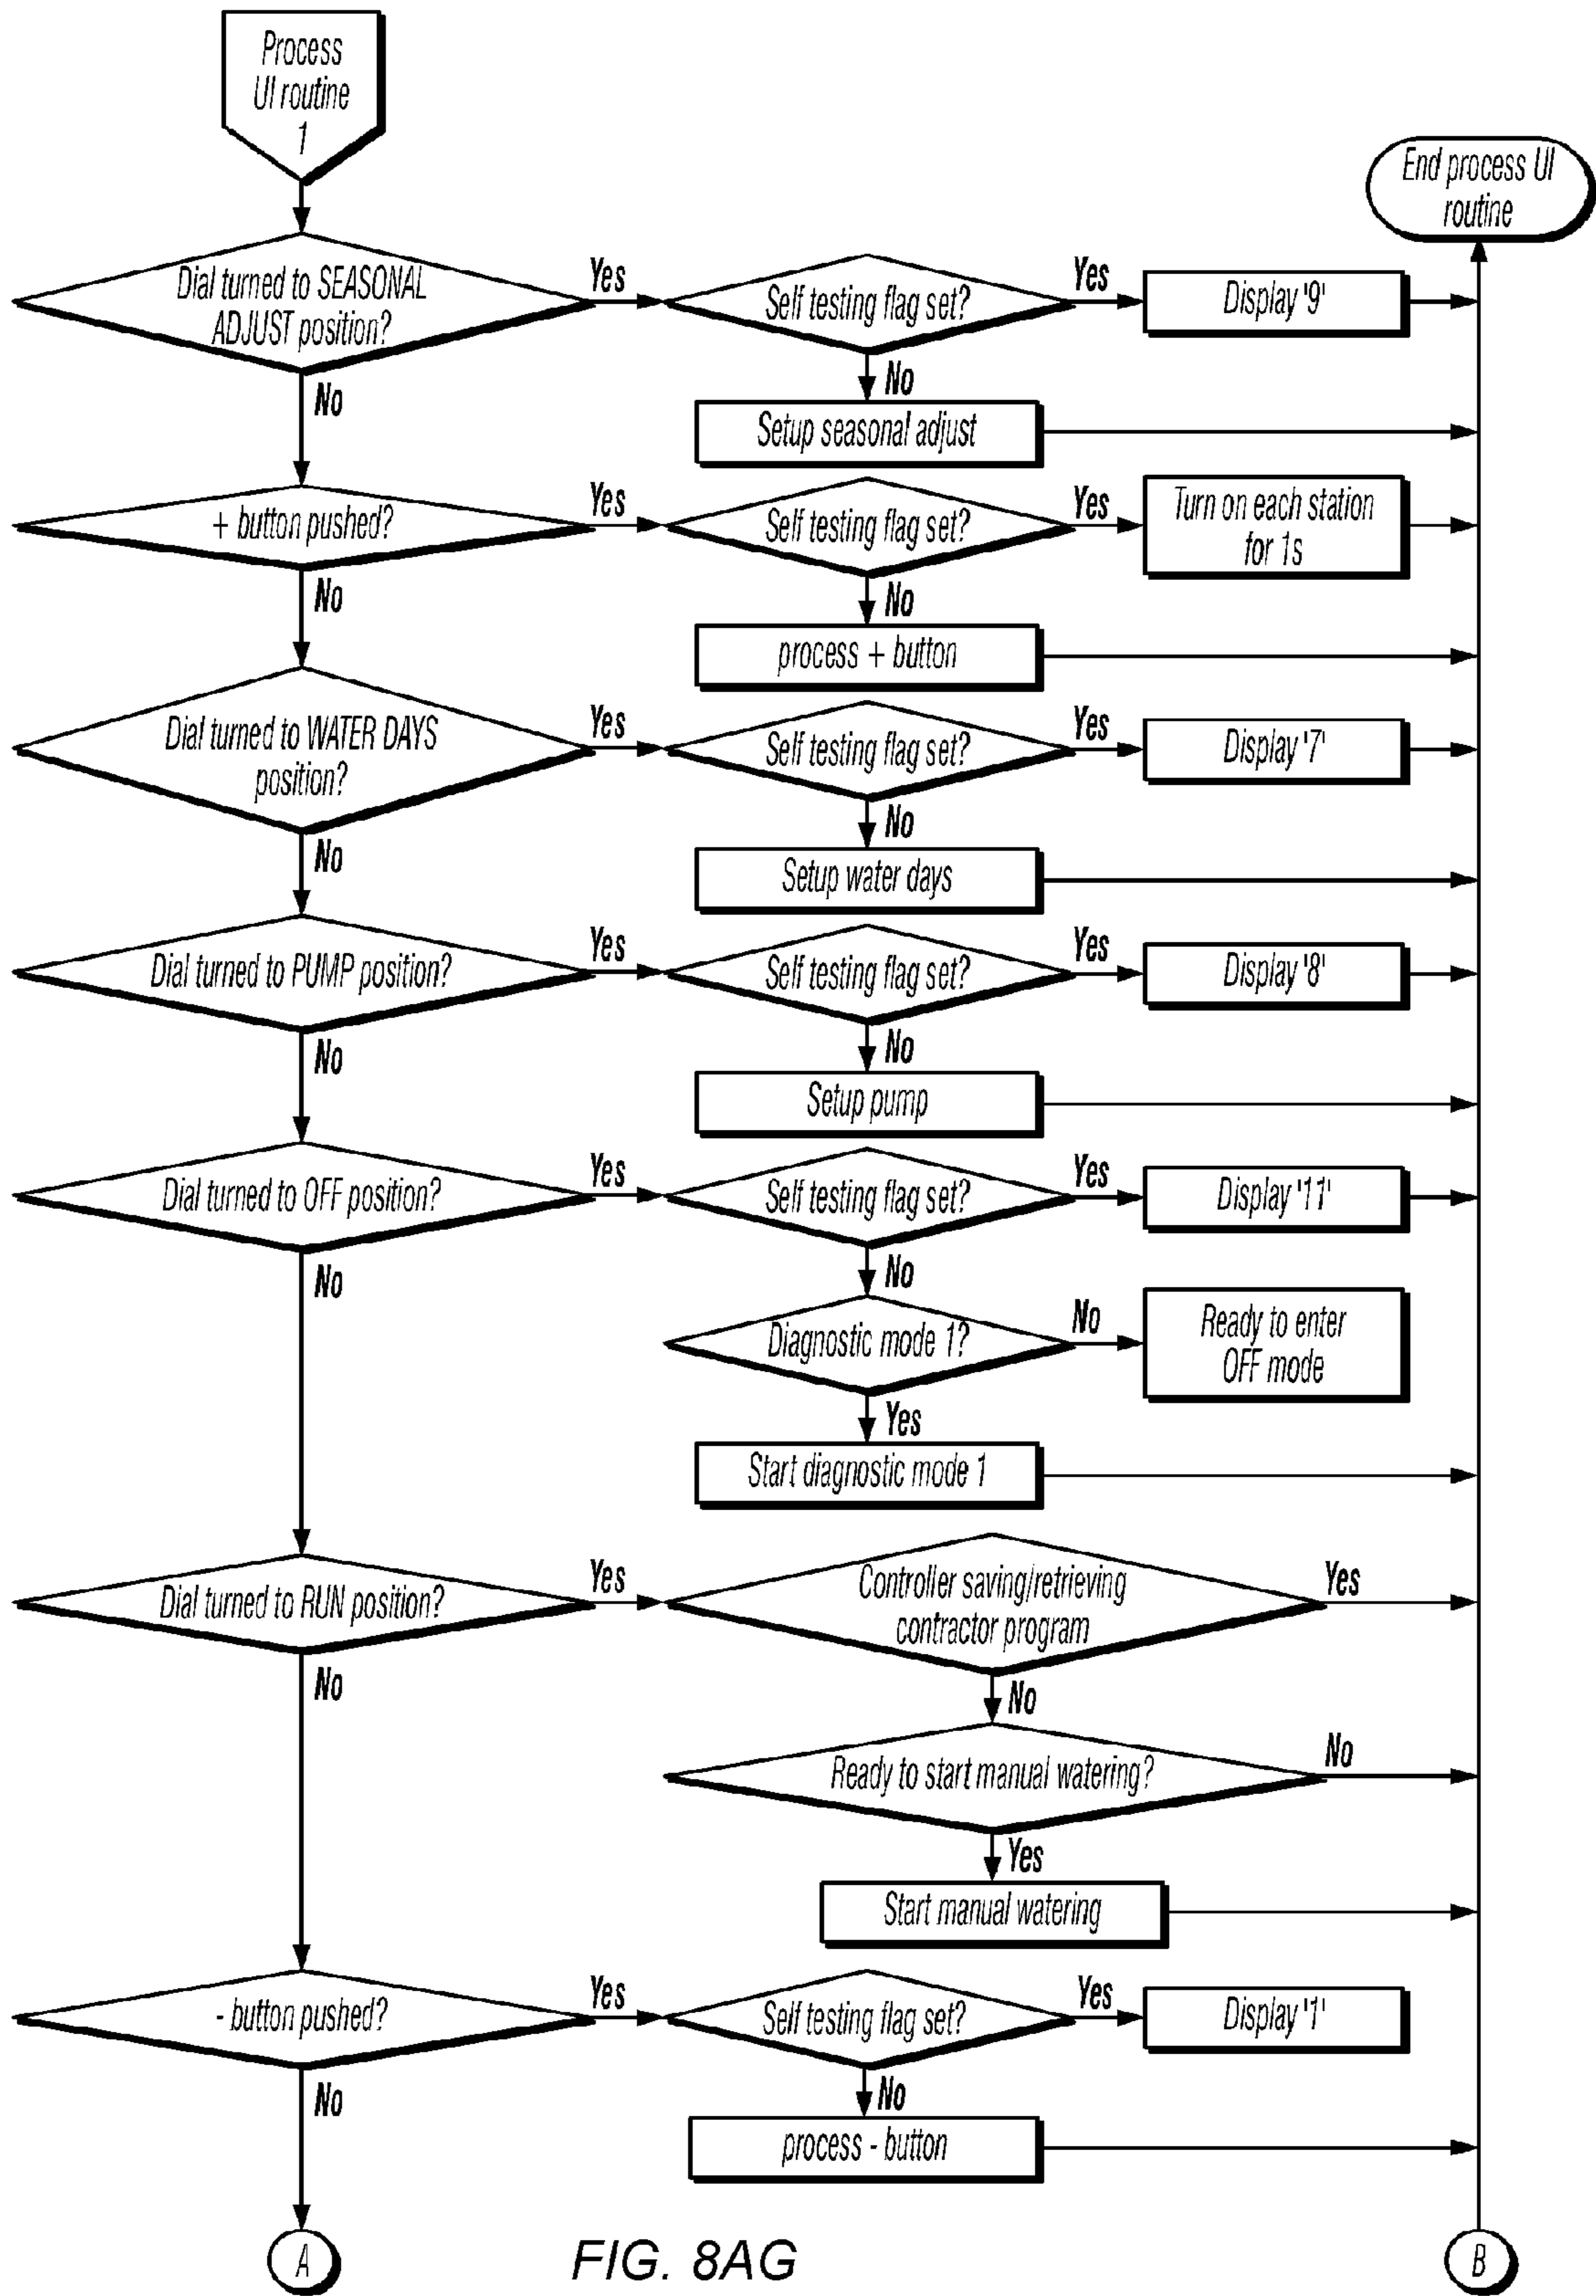 Process
UI routine
1
End process UI
routine
Dial turned to SEASONAL
ADJUST position?
Yes
Self testing flag set?
Yes
Display '9'
No
No
Setup seasonal adjust
+ button pushed?
Yes
Self testing flag set?
Yes
Turn on each station
for 1s
No
No
process + button
Dial turned to WATER DAYS
position?
Yes
Self testing flag set?
Yes
Display '7'
No
No
Setup water days
Dial turned to PUMP position?
Yes
Self testing flag set?
Yes
Display '8'
No
No
Setup pump
Dial turned to OFF position?
Yes
Self testing flag set?
Yes
Display '11'
No
No
Diagnostic mode 1?
No
Ready to enter
OFF mode
Yes
Start diagnostic mode 1
Dial turned to RUN position?
Yes
Controller saving/retrieving
contractor program
Yes
No
No
Ready to start manual watering?
No
Yes
Start manual watering
- button pushed?
Yes
Self testing flag set?
Yes
Display '1'
No
No
process - button
A
FIG. 8AG
B